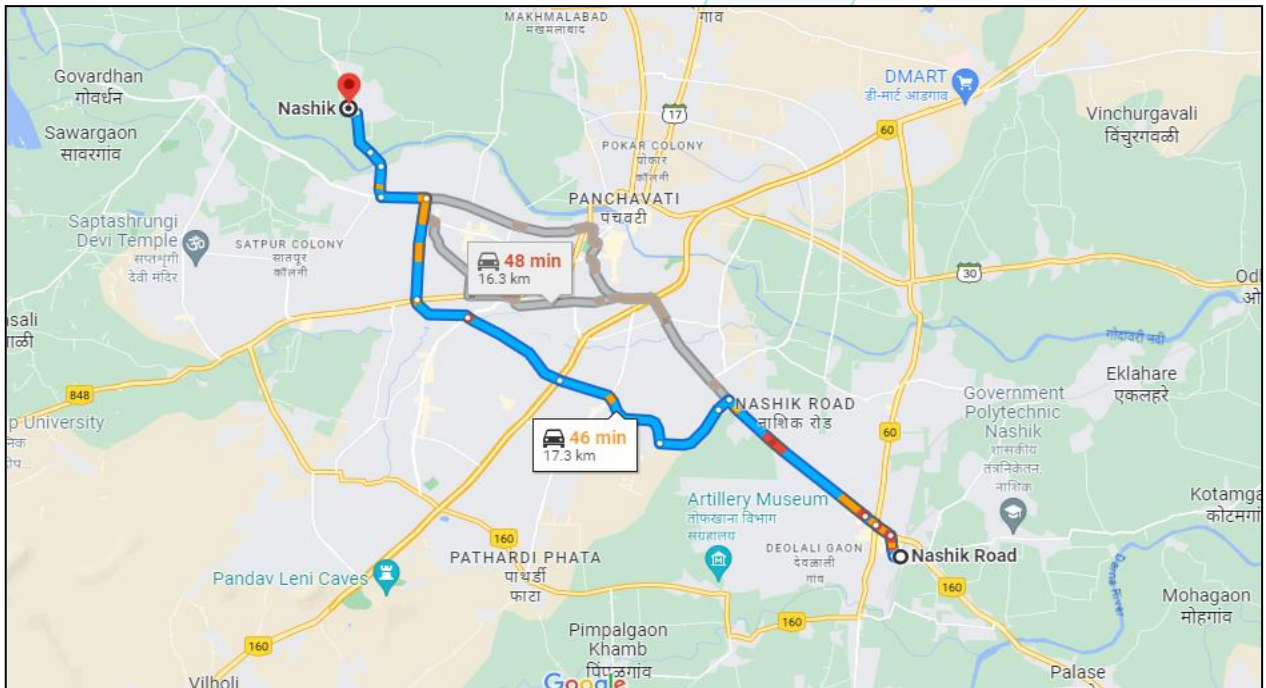 MAKHMALABAD
मखमलाबाद
गाव
Govardhan
गोवर्धन
Sawargaon
सावरगांव
Nashik
17
DMART
डी-मार्ट आडगाव
60
Vinchurgavali
विंचुरगवळी
POKAR COLONY
पोकार
कॉलनी
PANCHAVATI
पंचवटी
Saptashrungi
Devi Temple
सप्तशृंगी
देवी मंदिर
SATPUR COLONY
सातपूर
कॉलनी
48 min
16.3 km
30
Od
ओ
asali
ाळी
गोदावरी नदी
848
Eklahare
एकलहरे
p University
Government
Polytechnic
Nashik
शासकीय
तंत्रनिकेतन,
नाशिक
NASHIK ROAD
नाशिक रोड
60
46 min
17.3 km
Artillery Museum
तोफखाना विभाग
संग्रहालय
Kotamga
कोटमगां
160
DEOLALI GAON
देवळाली
गांव
Nashik Road
PATHARDI PHATA
पाथर्डी
फाटा
Pandav Leni Caves
160
Darna River
Mohagaon
मोहगांव
160
160
Pimpalgaon
Khamb
पिंपळगांव
Vilholi
Google
Palase